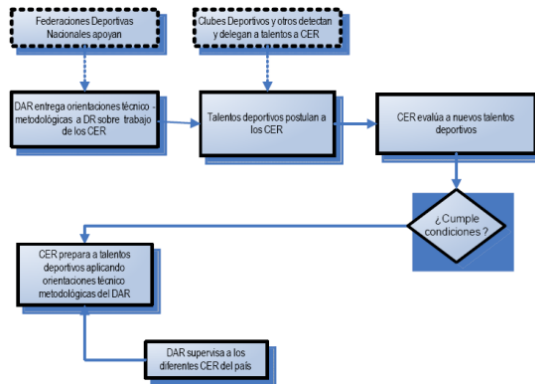 Federaciones Deportivas
Nacionales apoyan
Clubes Deportivos y otros detectan
y delegan a talentos a CER
DAR entrega orientaciones técnico -
metodológicas a DR sobre trabajo
de los CER
Talentos deportivos postulan a
los CER
CER evalúa a nuevos talentos
deportivos
¿Cumple
condiciones ?
CER prepara a talentos
deportivos aplicando
orientaciones técnico
metodológicas del DAR
DAR supervisa a los
diferentes CER del país